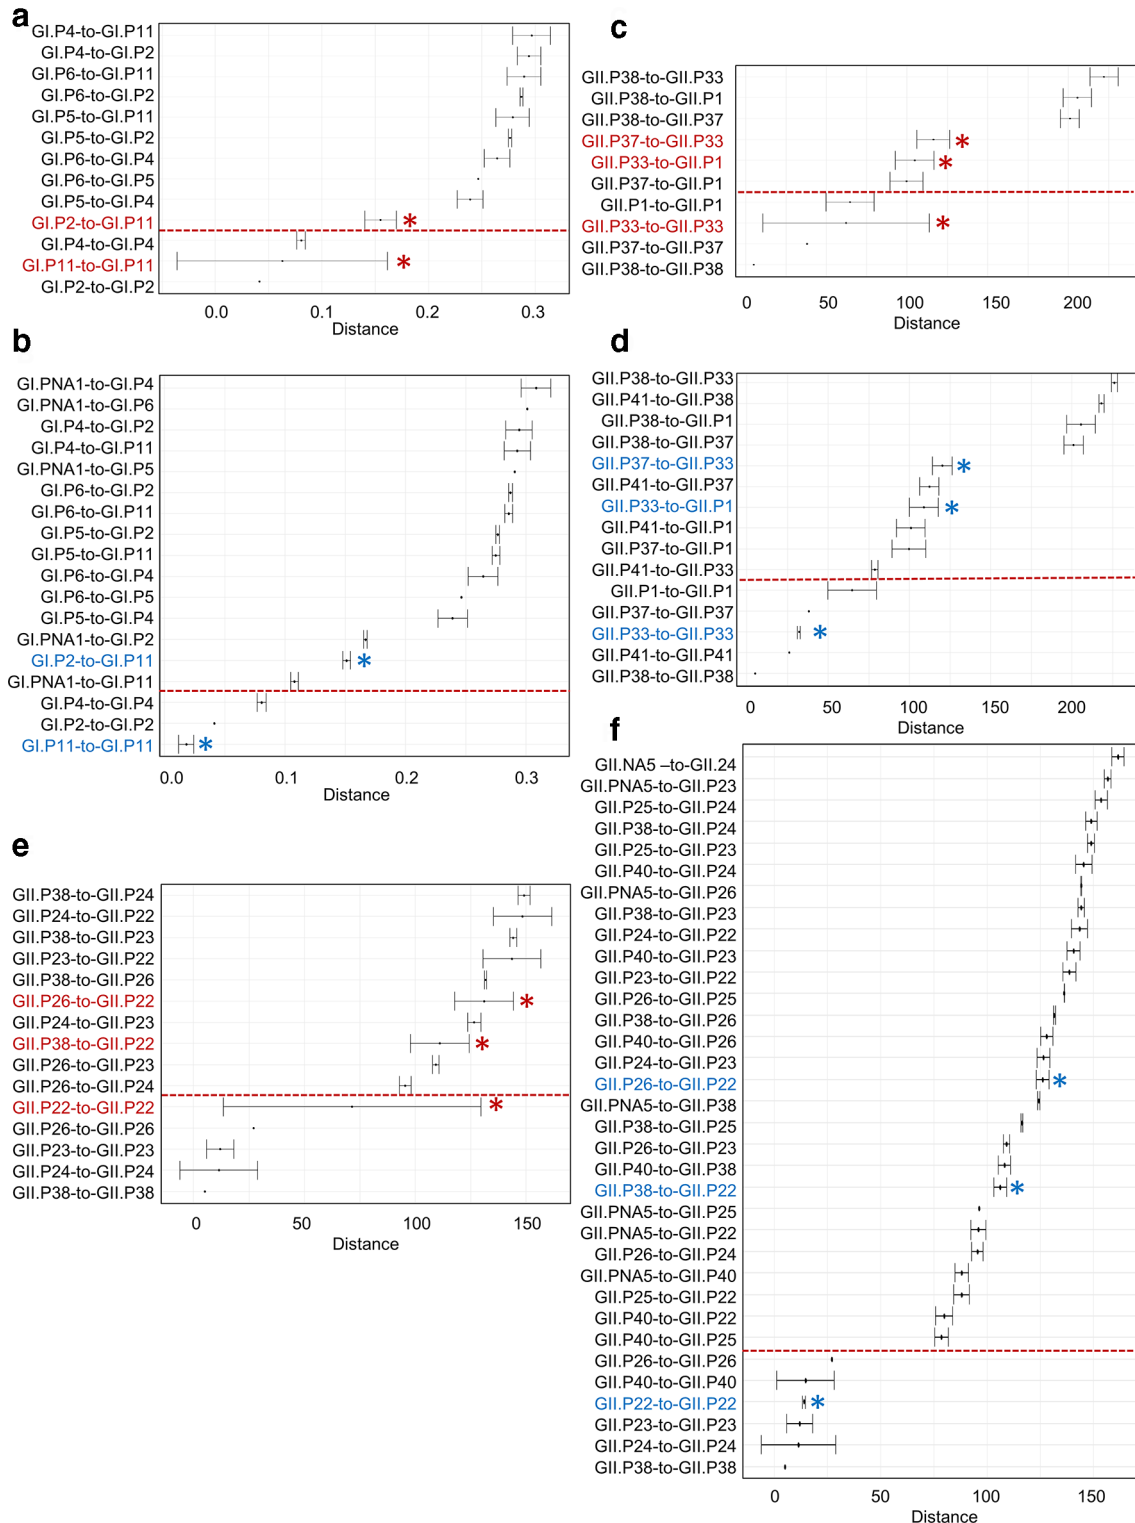 a
GI.P4-to-GI.P11
GI.P4-to-GI.P2
GI.P6-to-GI.P11
GI.P6-to-GI.P2
GI.P5-to-GI.P11
GI.P5-to-GI.P2
GI.P6-to-GI.P4
GI.P6-to-GI.P5
GI.P5-to-GI.P4
GI.P2-to-GI.P11 *
GI.P4-to-GI.P4
GI.P11-to-GI.P11 *
GI.P2-to-GI.P2
0.0 0.1 0.2 0.3
Distance
b
GI.PNA1-to-GI.P4
GI.PNA1-to-GI.P6
GI.P4-to-GI.P2
GI.P4-to-GI.P11
GI.PNA1-to-GI.P5
GI.P6-to-GI.P2
GI.P6-to-GI.P11
GI.P5-to-GI.P2
GI.P5-to-GI.P11
GI.P6-to-GI.P4
GI.P6-to-GI.P5
GI.P5-to-GI.P4
GI.PNA1-to-GI.P2
GI.P2-to-GI.P11 *
GI.PNA1-to-GI.P11
GI.P4-to-GI.P4
GI.P2-to-GI.P2
GI.P11-to-GI.P11 *
0.0 0.1 0.2 0.3
Distance
c
GII.P38-to-GII.P33
GII.P38-to-GII.P1
GII.P38-to-GII.P37
GII.P37-to-GII.P33 *
GII.P33-to-GII.P1 *
GII.P37-to-GII.P1
GII.P1-to-GII.P1
GII.P33-to-GII.P33 *
GII.P37-to-GII.P37
GII.P38-to-GII.P38
0 50 100 150 200
Distance
d
GII.P38-to-GII.P33
GII.P41-to-GII.P38
GII.P38-to-GII.P1
GII.P38-to-GII.P37
GII.P37-to-GII.P33 *
GII.P41-to-GII.P37
GII.P33-to-GII.P1 *
GII.P41-to-GII.P1
GII.P37-to-GII.P1
GII.P41-to-GII.P33
GII.P1-to-GII.P1
GII.P37-to-GII.P37
GII.P33-to-GII.P33 *
GII.P41-to-GII.P41
GII.P38-to-GII.P38
0 50 100 150 200
Distance
e
GII.P38-to-GII.P24
GII.P24-to-GII.P22
GII.P38-to-GII.P23
GII.P23-to-GII.P22
GII.P38-to-GII.P26
GII.P26-to-GII.P22 *
GII.P24-to-GII.P23
GII.P38-to-GII.P22 *
GII.P26-to-GII.P23
GII.P26-to-GII.P24
GII.P22-to-GII.P22 *
GII.P26-to-GII.P26
GII.P23-to-GII.P23
GII.P24-to-GII.P24
GII.P38-to-GII.P38
0 50 100 150
Distance
f
GII.NA5 –to-GII.24
GII.PNA5-to-GII.P23
GII.P25-to-GII.P24
GII.P38-to-GII.P24
GII.P25-to-GII.P23
GII.P40-to-GII.P24
GII.PNA5-to-GII.P26
GII.P38-to-GII.P23
GII.P24-to-GII.P22
GII.P40-to-GII.P23
GII.P23-to-GII.P22
GII.P26-to-GII.P25
GII.P38-to-GII.P26
GII.P40-to-GII.P26
GII.P24-to-GII.P23
GII.P26-to-GII.P22 *
GII.PNA5-to-GII.P38
GII.P38-to-GII.P25
GII.P26-to-GII.P23
GII.P40-to-GII.P38
GII.P38-to-GII.P22 *
GII.PNA5-to-GII.P25
GII.PNA5-to-GII.P22
GII.P26-to-GII.P24
GII.PNA5-to-GII.P40
GII.P25-to-GII.P22
GII.P40-to-GII.P22
GII.P40-to-GII.P25
GII.P26-to-GII.P26
GII.P40-to-GII.P40
GII.P22-to-GII.P22 *
GII.P23-to-GII.P23
GII.P24-to-GII.P24
GII.P38-to-GII.P38
0 50 100 150
Distance